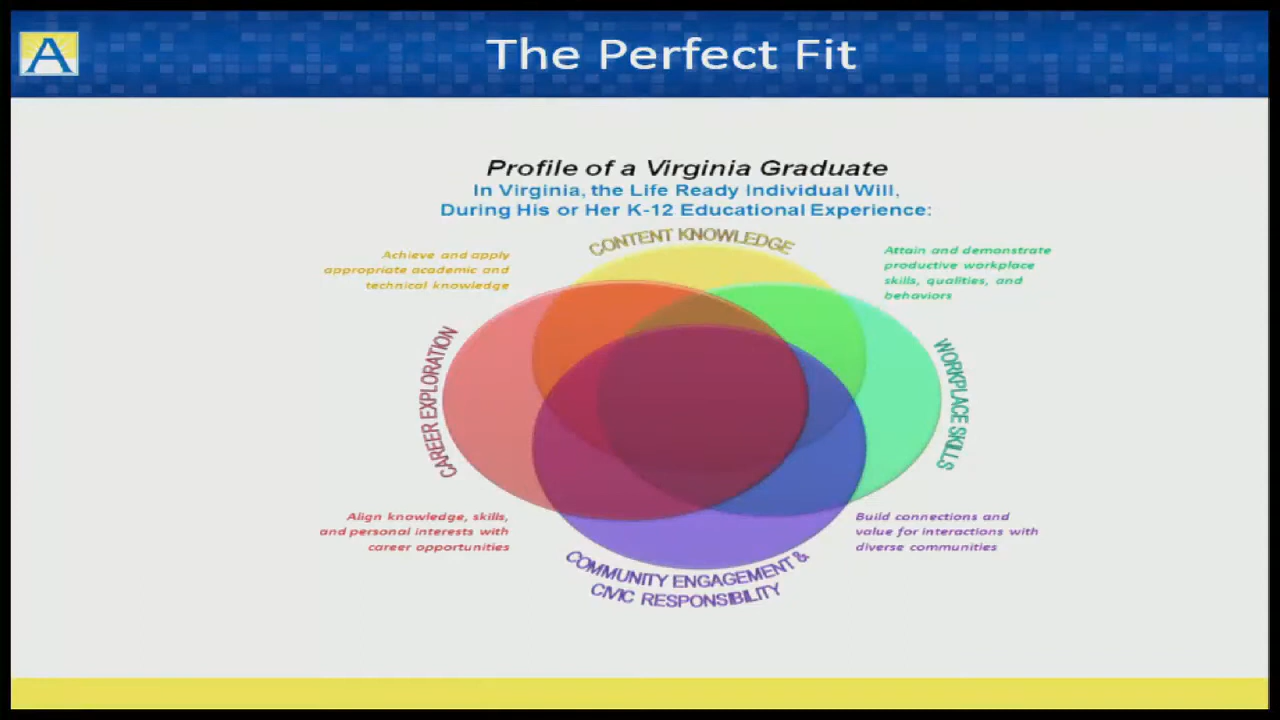 A
The Perfect Fit
Profile of a Virginia Graduate
In Virginia, the Life Ready Individual Will,
During His or Her K-12 Educational Experience:
CONTENT KNOWLEDGE
Achieve and apply
appropriate academic and
technical knowledge
Attain and demonstrate
productive workplace
skills, qualities, and
behaviors
CAREER EXPLORATION
WORKPLACE SKILLS
Align knowledge, skills,
and personal interests with
career opportunities
Build connections and
value for interactions with
diverse communities
COMMUNITY ENGAGEMENT &
CIVIC RESPONSIBILITY